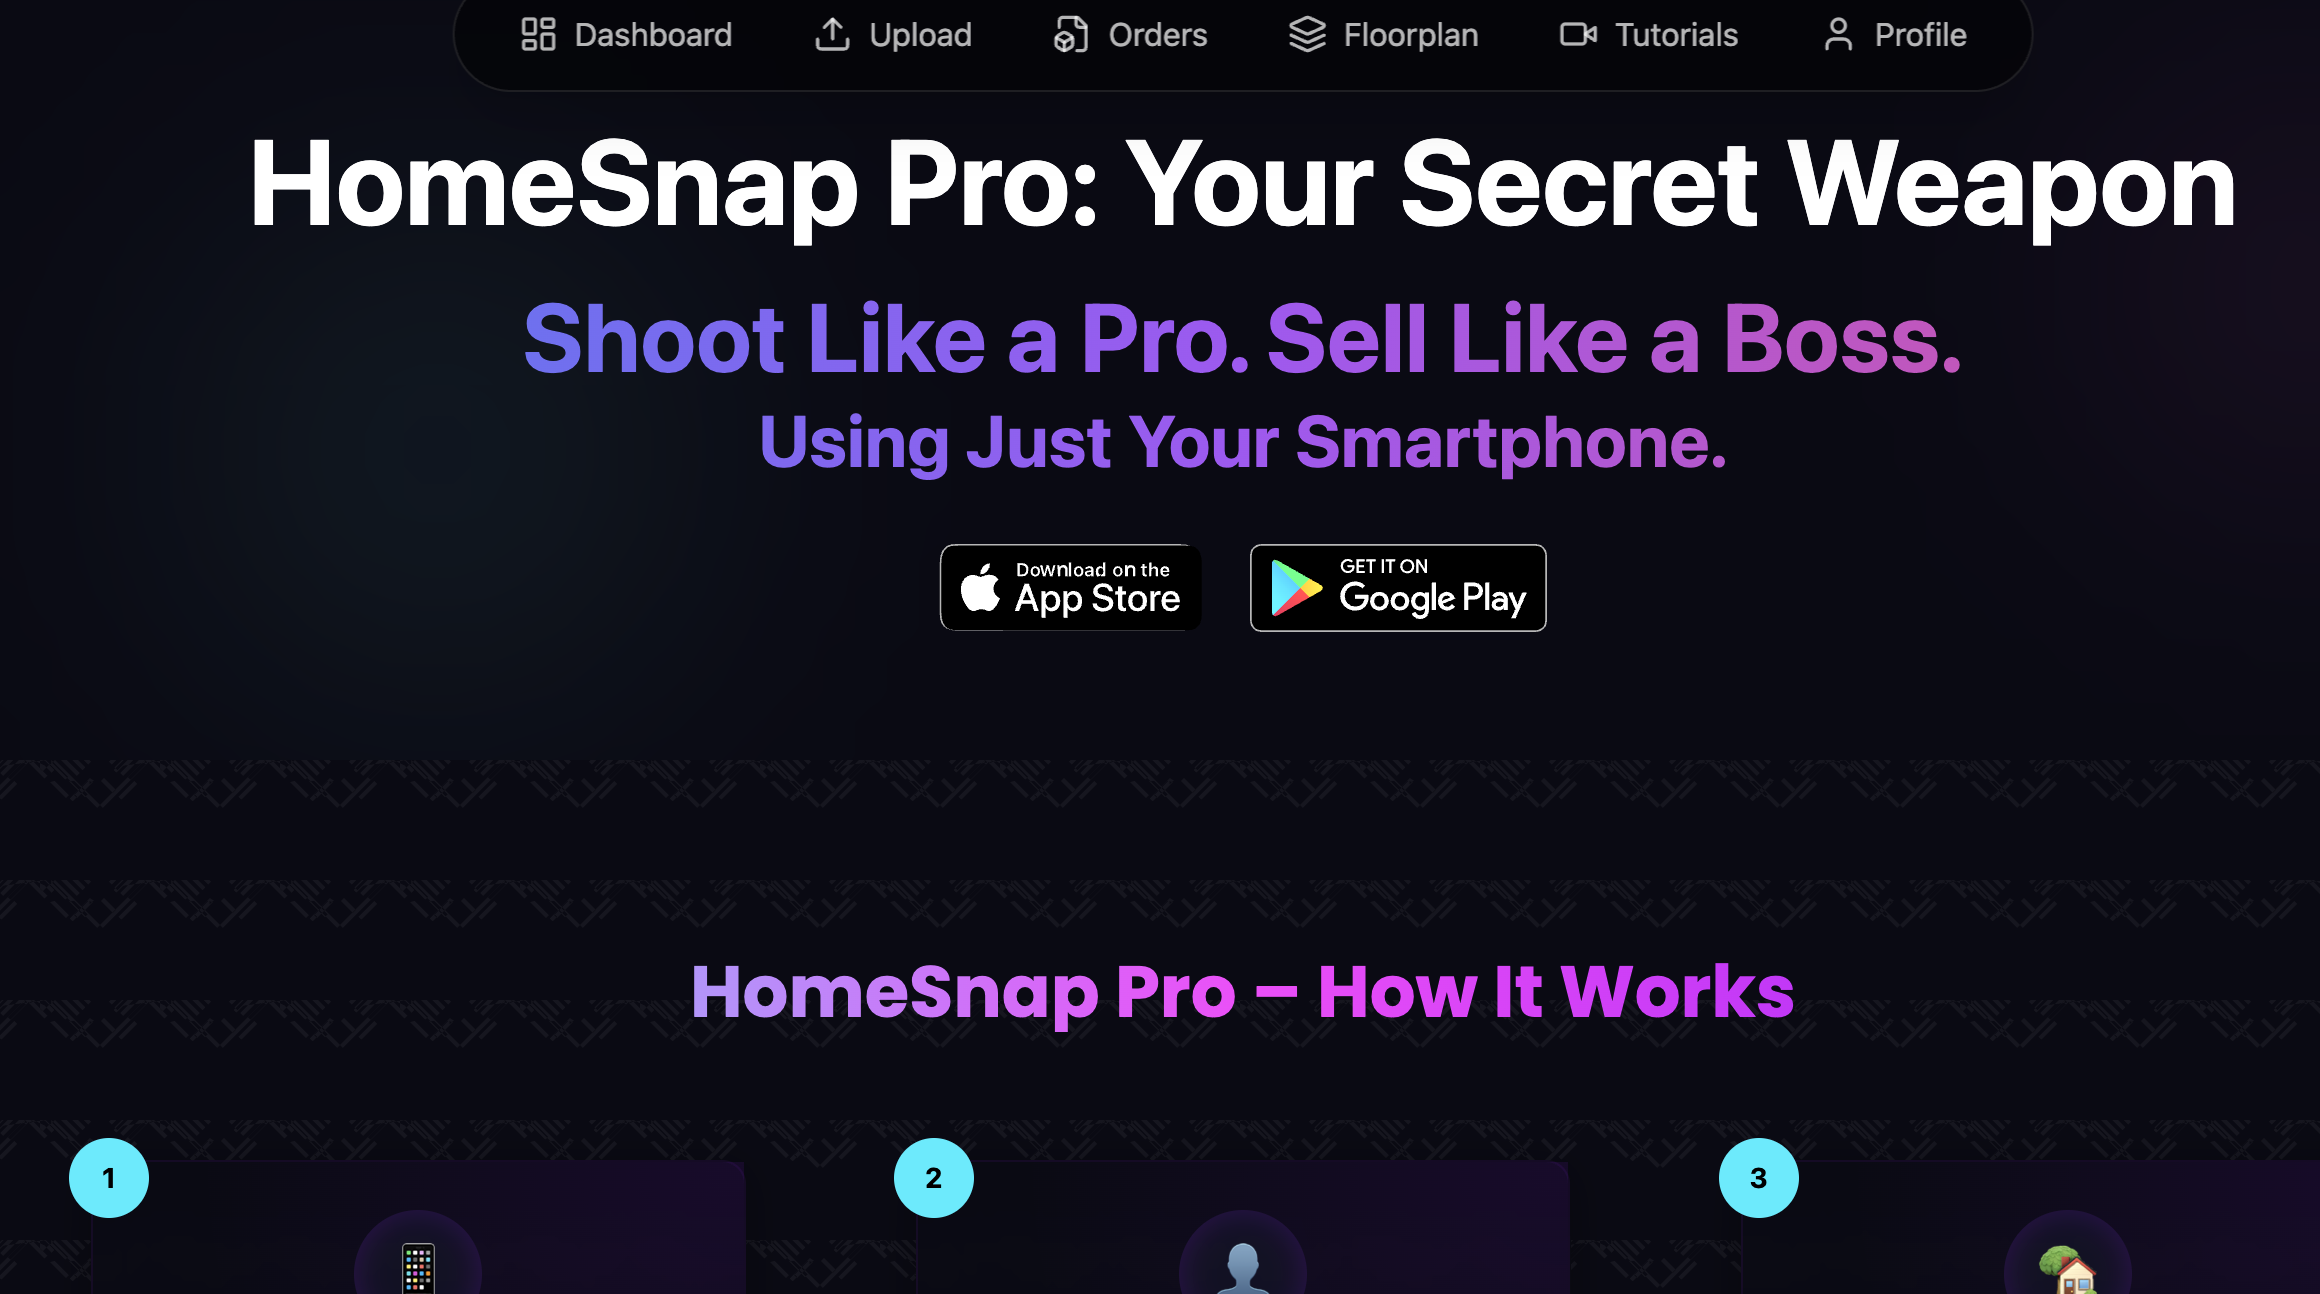 Dashboard
Upload
Orders
Floorplan
Tutorials
Profile
HomeSnap Pro: Your Secret Weapon
Shoot Like a Pro. Sell Like a Boss.
Using Just Your Smartphone.
Download on the
App Store
GET IT ON
Google Play
HomeSnap Pro – How It Works
1
2
3